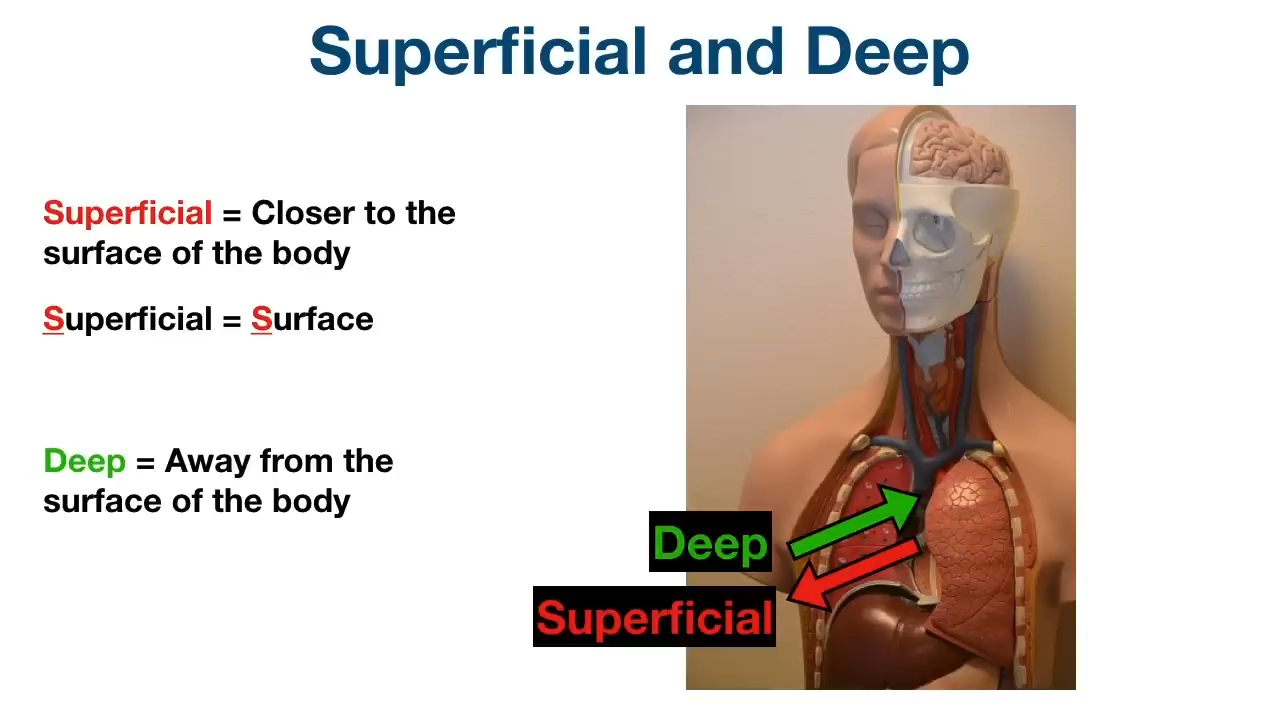 Superficial and Deep
Superficial = Closer to the
surface of the body
Superficial = Surface
Deep = Away from the
surface of the body
Deep
Superficial